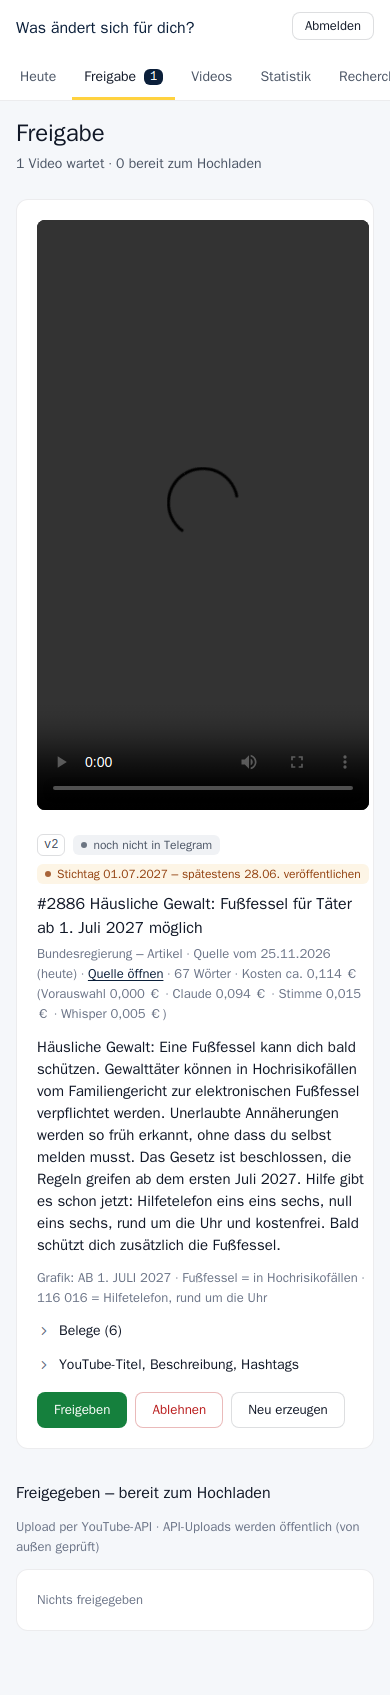 Was ändert sich für dich?
Abmelden
Heute
Freigabe
1
Videos
Statistik
Recherc
Freigabe
1 Video wartet · 0 bereit zum Hochladen
0:00
v2
noch nicht in Telegram
Stichtag 01.07.2027 – spätestens 28.06. veröffentlichen
#2886 Häusliche Gewalt: Fußfessel für Täter
ab 1. Juli 2027 möglich
Bundesregierung – Artikel · Quelle vom 25.11.2026
(heute) · Quelle öffnen · 67 Wörter · Kosten ca. 0,114 €
(Vorauswahl 0,000 € · Claude 0,094 € · Stimme 0,015
€ · Whisper 0,005 €)
Häusliche Gewalt: Eine Fußfessel kann dich bald
schützen. Gewalttäter können in Hochrisikofällen
vom Familiengericht zur elektronischen Fußfessel
verpflichtet werden. Unerlaubte Annäherungen
werden so früh erkannt, ohne dass du selbst
melden musst. Das Gesetz ist beschlossen, die
Regeln greifen ab dem ersten Juli 2027. Hilfe gibt
es schon jetzt: Hilfetelefon eins eins sechs, null
eins sechs, rund um die Uhr und kostenfrei. Bald
schützt dich zusätzlich die Fußfessel.
Grafik: AB 1. JULI 2027 · Fußfessel = in Hochrisikofällen ·
116 016 = Hilfetelefon, rund um die Uhr
Belege (6)
YouTube-Titel, Beschreibung, Hashtags
Freigeben
Ablehnen
Neu erzeugen
Freigegeben – bereit zum Hochladen
Upload per YouTube-API · API-Uploads werden öffentlich (von
außen geprüft)
Nichts freigegeben